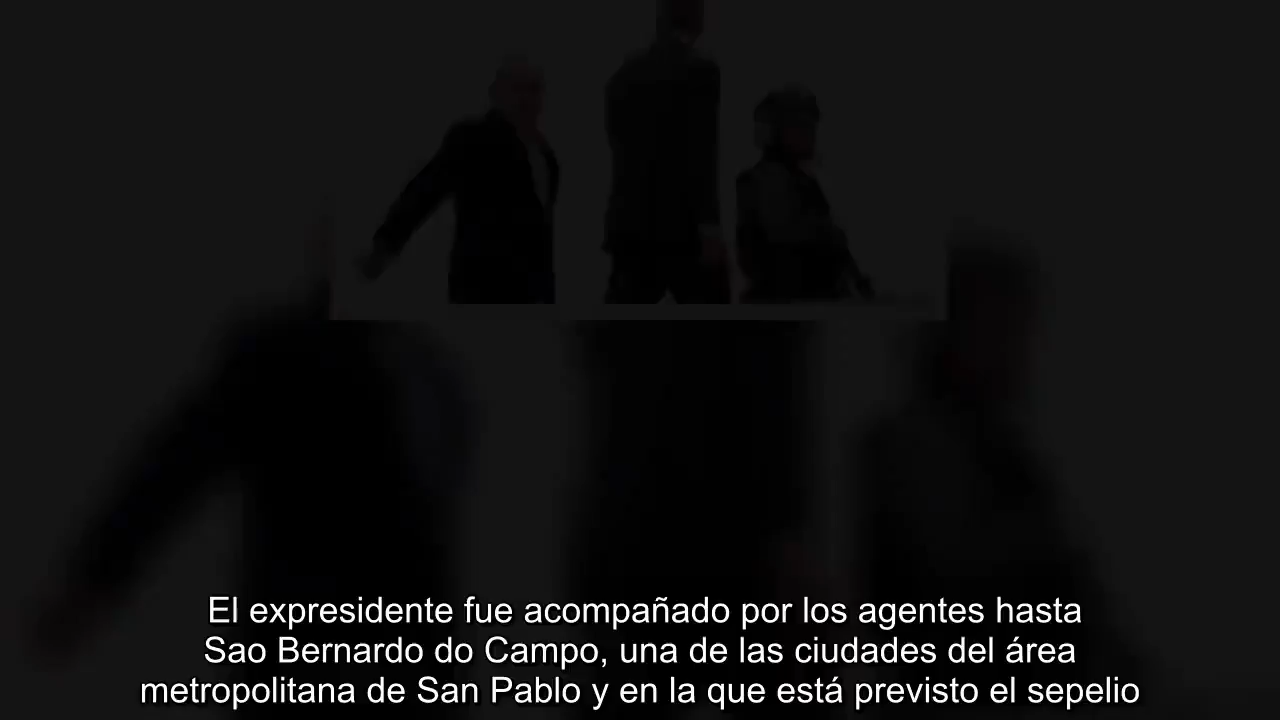 El expresidente fue acompañado por los agentes hasta
Sao Bernardo do Campo, una de las ciudades del área
metropolitana de San Pablo y en la que está previsto el sepelio